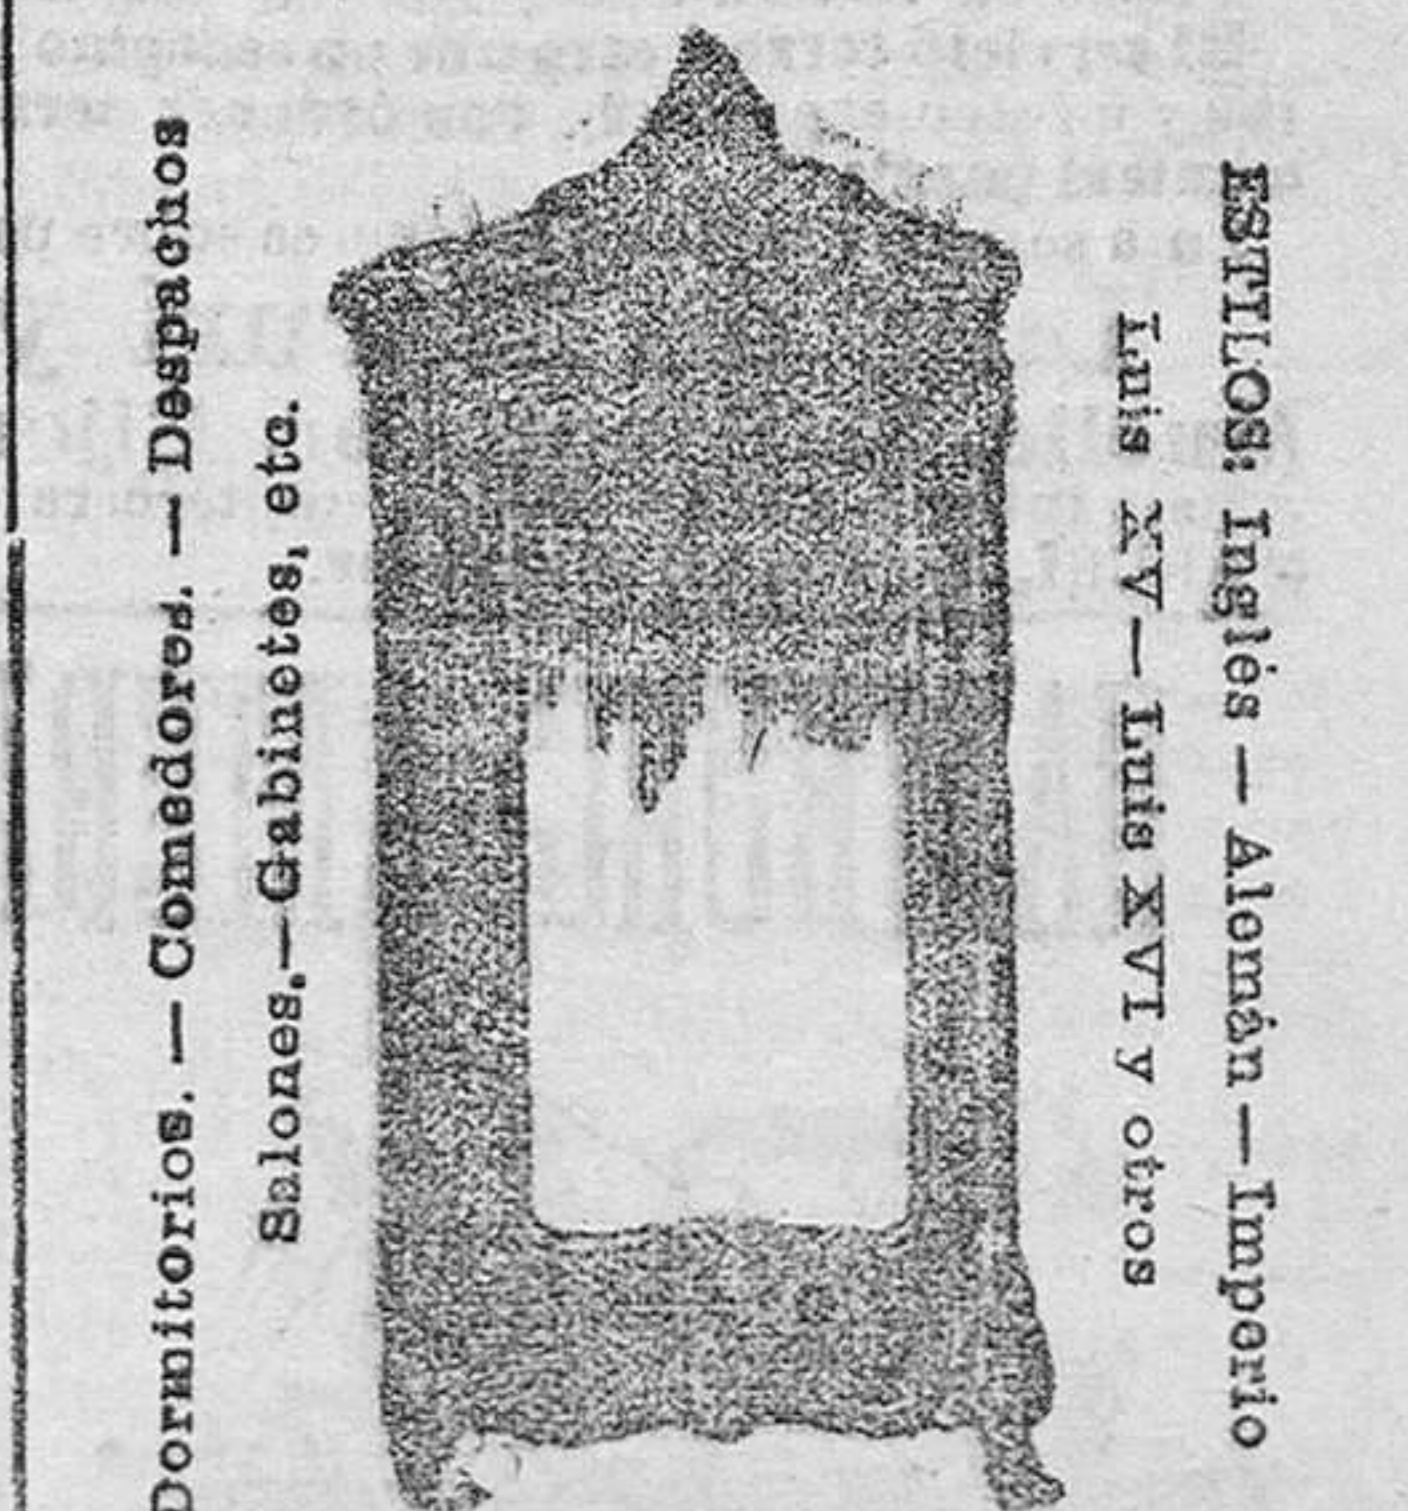 Dormitorios. — Comedores. — Despachos
Salones. — Gabinetes, etc.
ESTILOS: Inglés — Alemán — Imperio
Luis XV — Luis XVI y otros